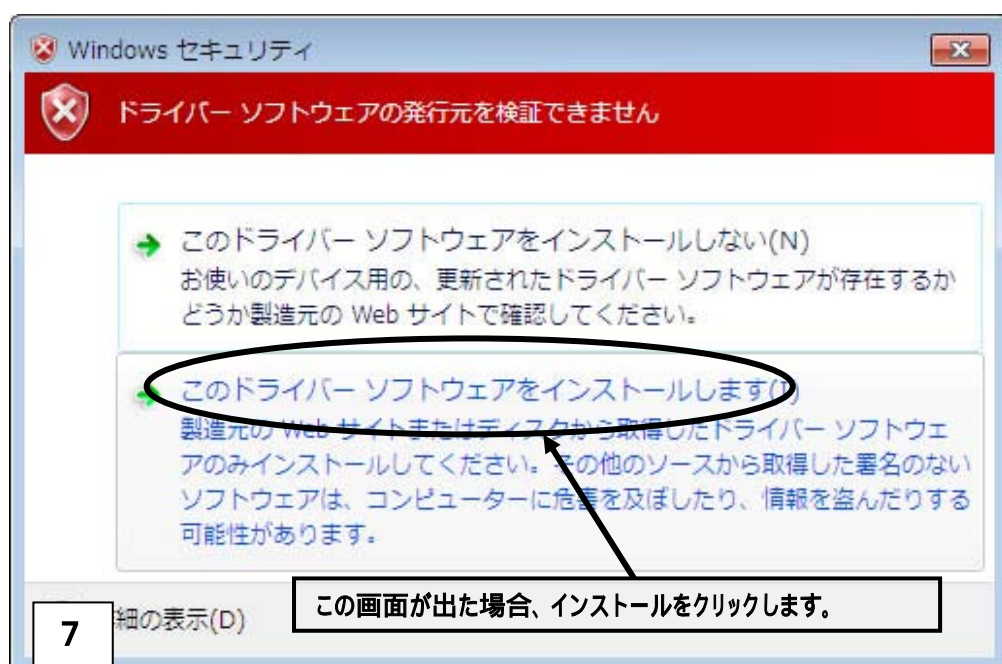 Windows セキュリティ
ドライバー ソフトウェアの発行元を検証できません
このドライバー ソフトウェアをインストールしない(N)
お使いのデバイス用の、更新されたドライバー ソフトウェアが存在するか
どうか製造元の Web サイトで確認してください。
このドライバー ソフトウェアをインストールします(I)
製造元の Web サイトまたはディスクから取得したドライバー ソフトウェ
アのみインストールしてください。その他のソースから取得した署名のない
ソフトウェアは、コンピューターに危害を及ぼしたり、情報を盗んだりする
可能性があります。
この画面が出た場合、インストールをクリックします。
細の表示(D)
7